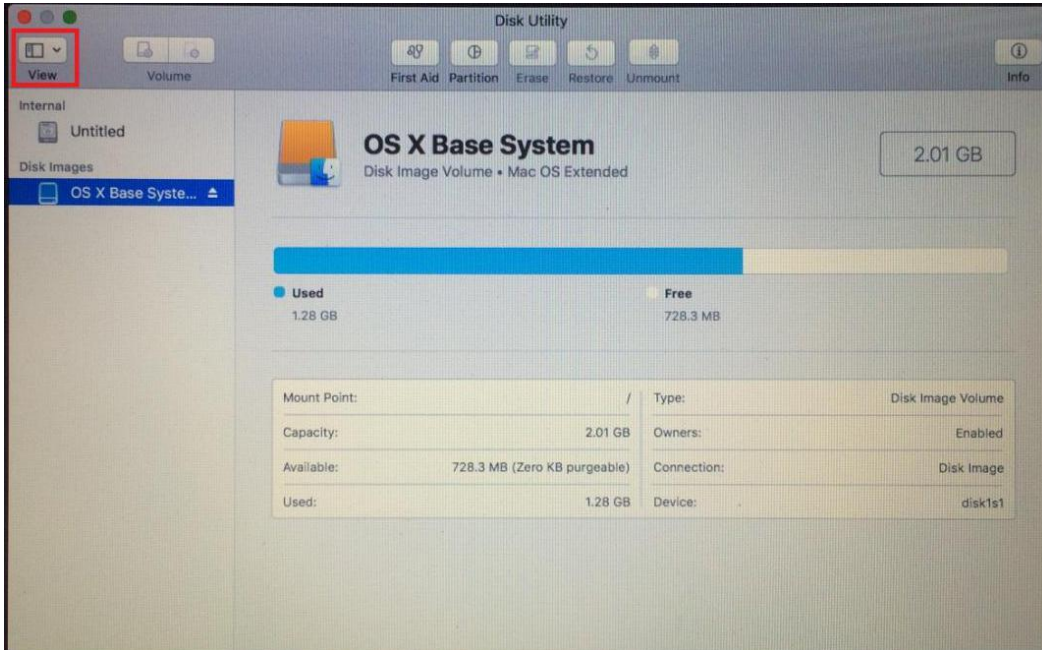 Disk Utility
View
Volume
First Aid Partition Erase Restore Unmount
Info
Internal
Untitled
Disk Images
OS X Base Syste...
OS X Base System
Disk Image Volume • Mac OS Extended
2.01 GB
Used
1.28 GB
Free
728.3 MB
Mount Point: /
Type: Disk Image Volume
Capacity: 2.01 GB
Owners: Enabled
Available: 728.3 MB (Zero KB purgeable)
Connection: Disk Image
Used: 1.28 GB
Device: disk1s1